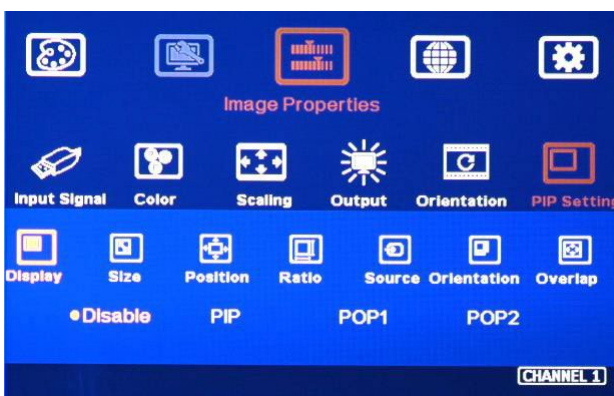 Image Properties
Input Signal Color Scaling Output Orientation PIP Setting
Display Size Position Ratio Source Orientation Overlap
Disable PIP POP1 POP2
CHANNEL 1